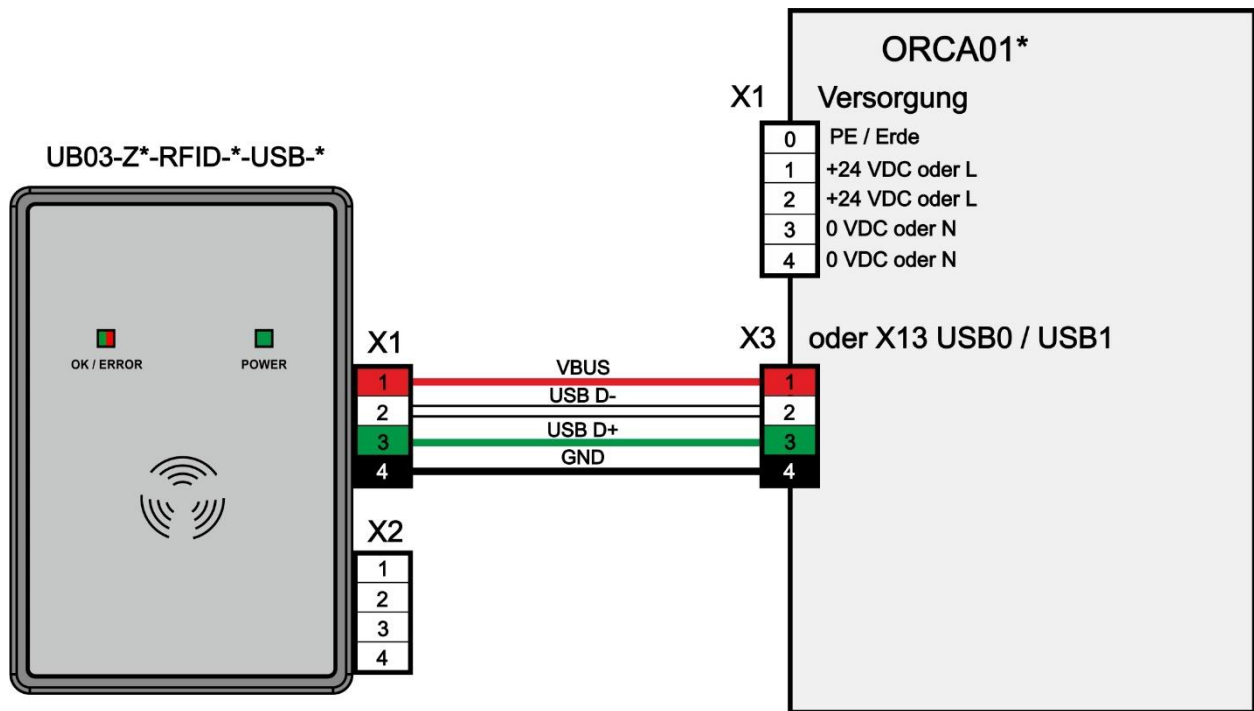 ORCA01*
X1 Versorgung
0 PE / Erde
1 +24 VDC oder L
2 +24 VDC oder L
3 0 VDC oder N
4 0 VDC oder N
UB03-Z*-RFID-*-USB-*
OK / ERROR
POWER
X1
1
2
3
4
VBUS
USB D-
USB D+
GND
X3 oder X13 USB0 / USB1
1
2
3
4
X2
1
2
3
4